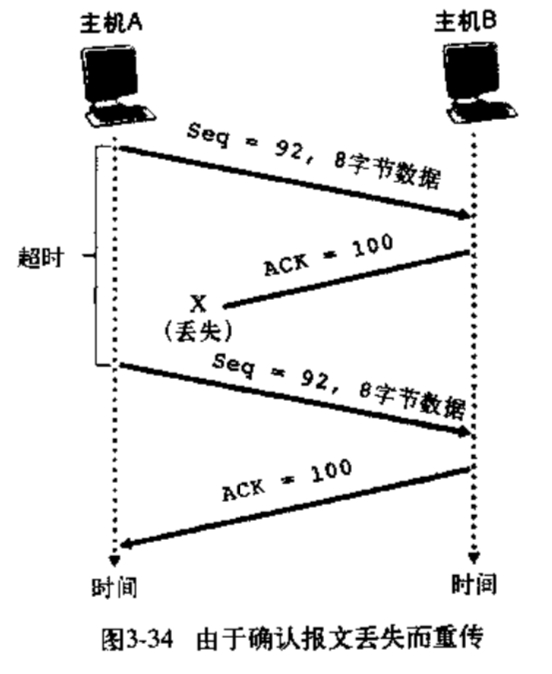 主机A
主机B
Seq = 92, 8字节数据
超时
ACK = 100
X
(丢失)
Seq = 92, 8字节数据
ACK = 100
时间
时间
图3-34 由于确认报文丢失而重传